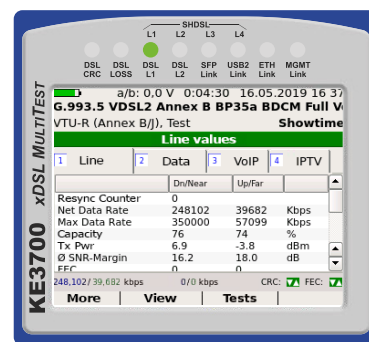 SHDSL
L1 L2 L3 L4
DSL CRC DSL LOSS DSL L1 DSL L2 SFP Link USB2 Link ETH Link MGMT Link
KE3700 xDSL MULTITEST
a/b: 0,0 V 0:04:30 16.05.2019 16 37
G.993.5 VDSL2 Annex B BP35a BDCM Full
VTU-R (Annex B/J), Test Showtime
Line values
1 Line 2 Data 3 VoIP 4 IPTV
Dn/Near Up/Far
Resync Counter 0
Net Data Rate 248102 39682 Kbps
Max Data Rate 350000 57099 Kbps
Capacity 76 74 %
Tx Pwr 6.9 -3.8 dBm
Ø SNR-Margin 16.2 18.0 dB
FEC 0 0
248,102/ 39,682 kbps 0/0 kbps CRC: FEC:
More View Tests